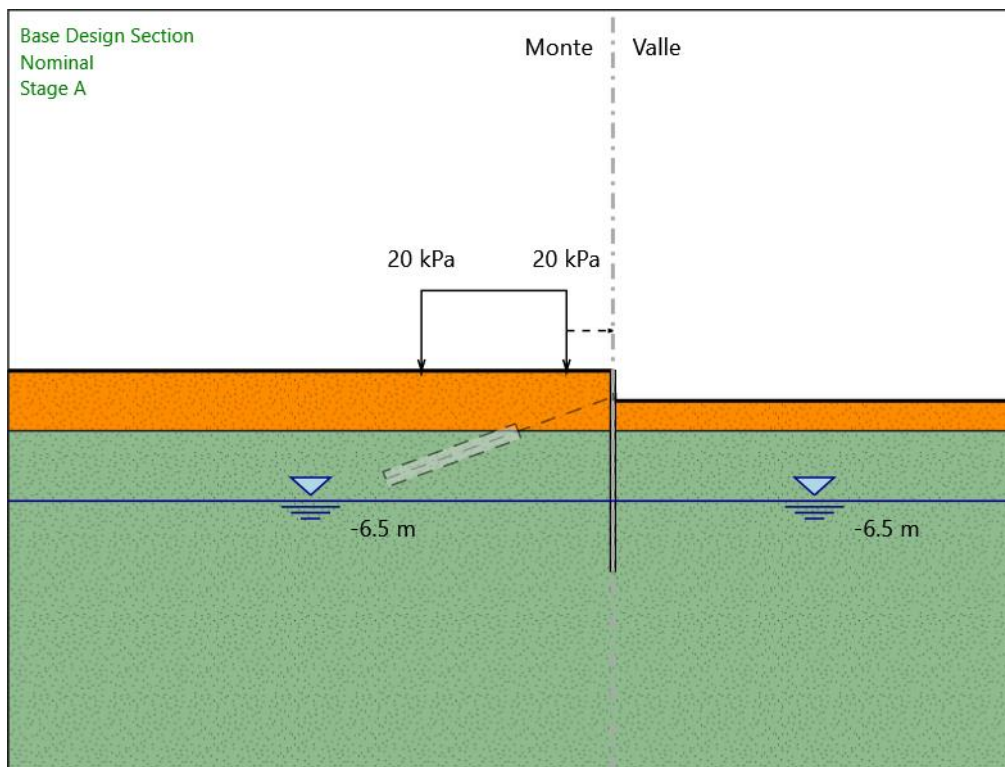 Base Design Section
Nominal
Stage A
Monte
Valle
20 kPa
20 kPa
-6.5 m
-6.5 m